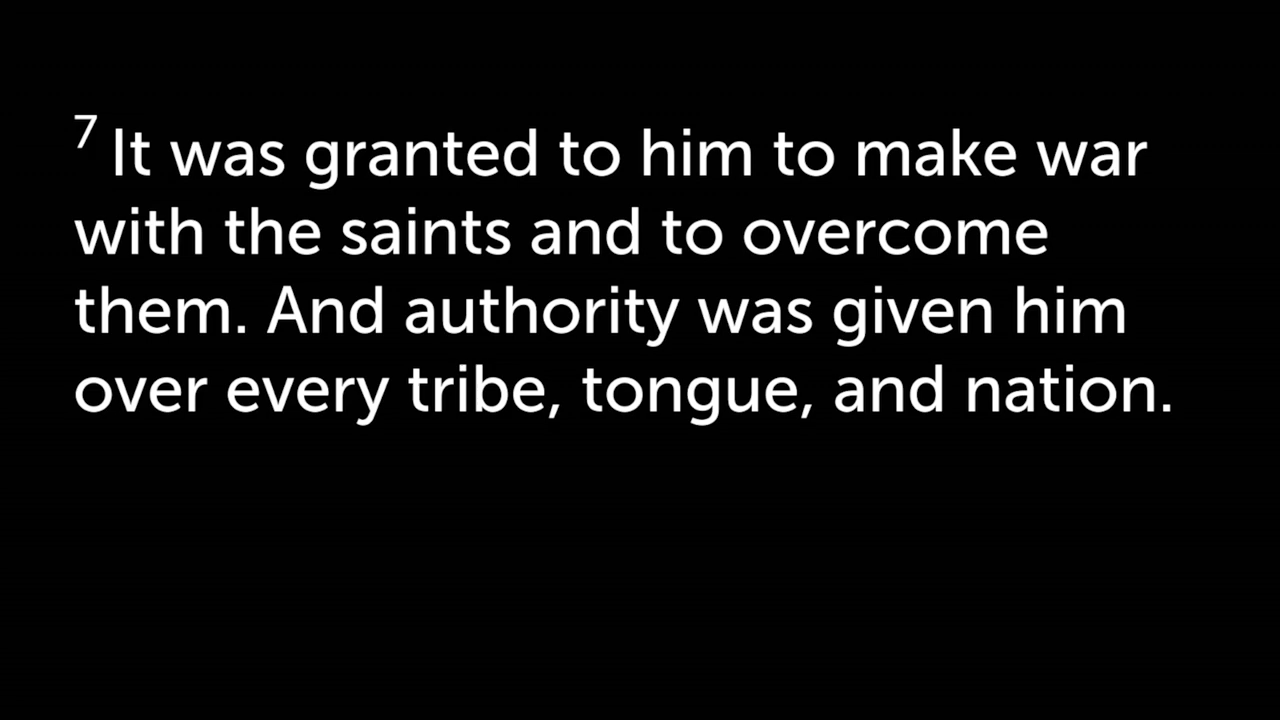 7 It was granted to him to make war
with the saints and to overcome
them. And authority was given him
over every tribe, tongue, and nation.